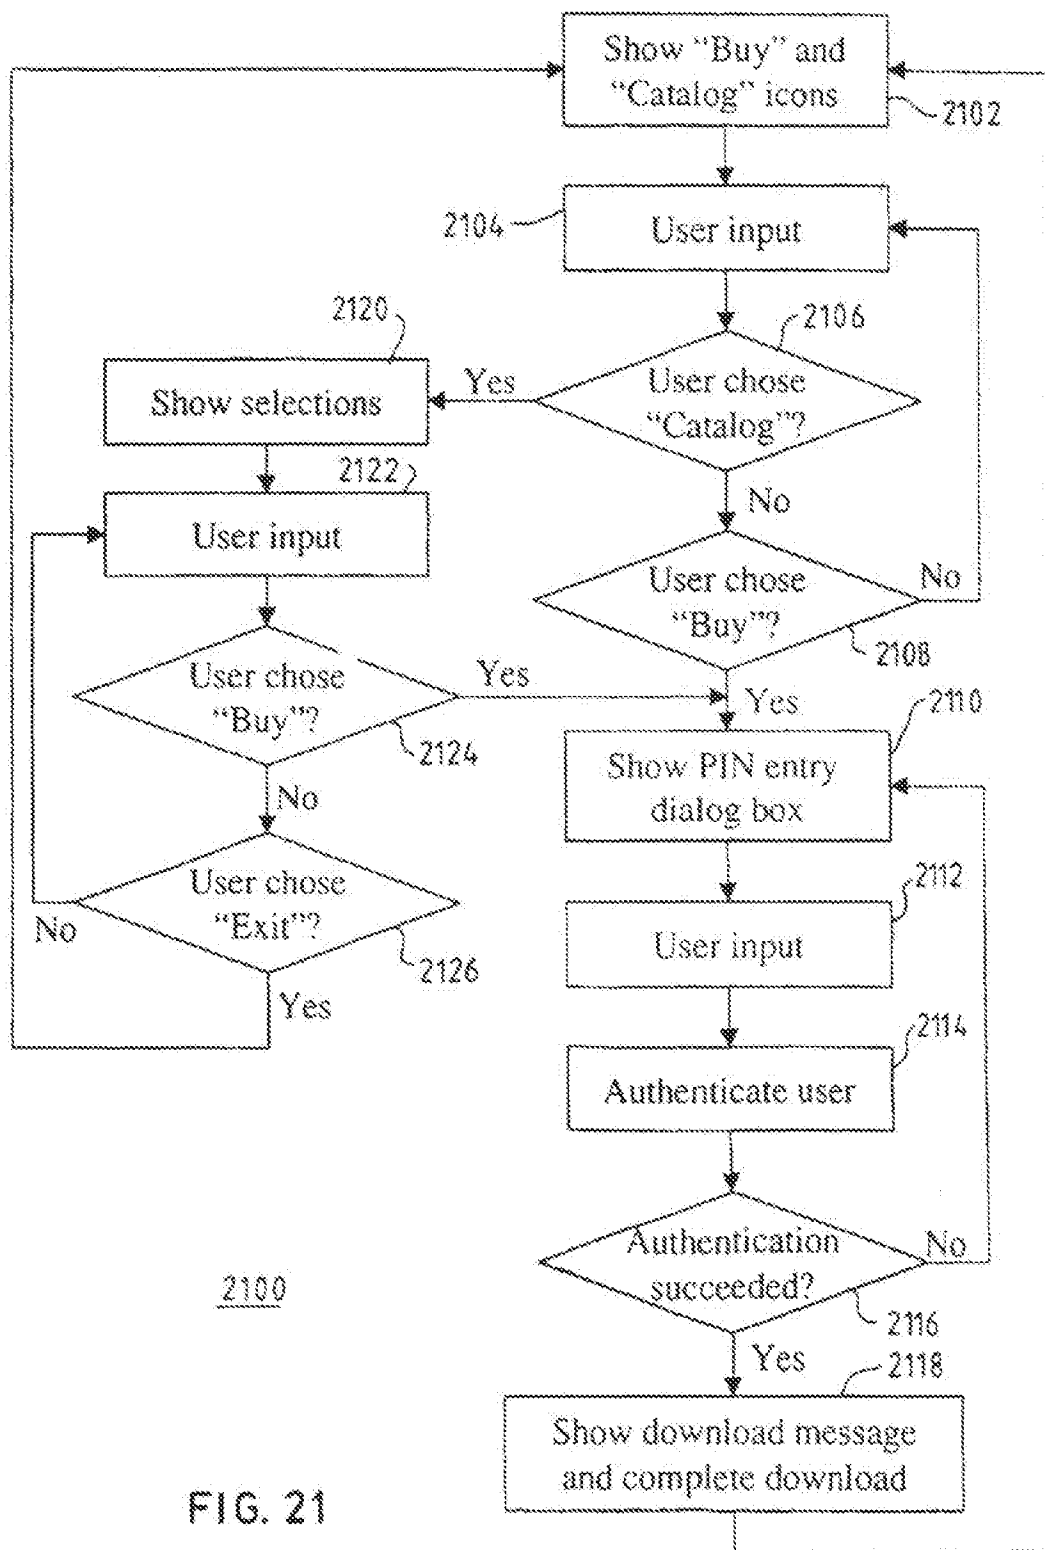 Show “Buy” and
“Catalog” icons
2102
2104
User input
2106
User chose
“Catalog”?
Yes
No
2120
Show selections
2122
User input
User chose
“Buy”?
No
2108
Yes
User chose
“Buy”?
Yes
2124
No
2110
Show PIN entry
dialog box
User chose
“Exit”?
No
2126
Yes
2112
User input
2114
Authenticate user
Authentication
succeeded?
No
2116
Yes
2100
2118
Show download message
and complete download
FIG. 21